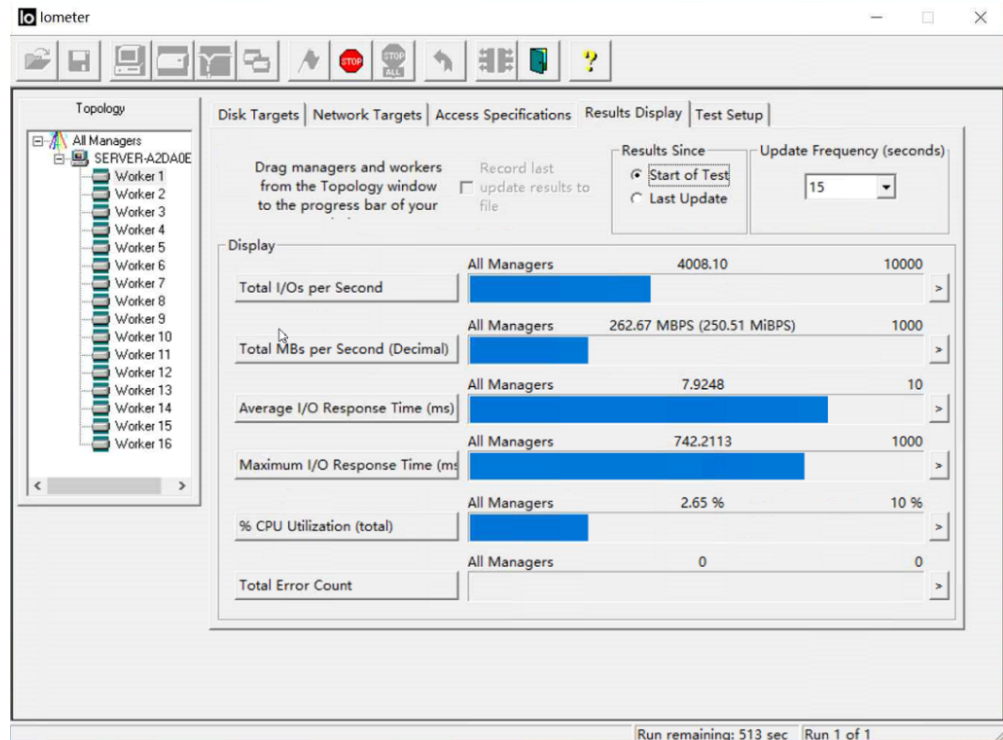 Iometer
STOP
STOP ALL
?
Topology
All Managers
SERVER-A2DA0E
Worker 1
Worker 2
Worker 3
Worker 4
Worker 5
Worker 6
Worker 7
Worker 8
Worker 9
Worker 10
Worker 11
Worker 12
Worker 13
Worker 14
Worker 15
Worker 16
Disk Targets Network Targets Access Specifications Results Display Test Setup
Drag managers and workers
from the Topology window
to the progress bar of your
Record last
update results to
file
Results Since
Start of Test
Last Update
Update Frequency (seconds)
15
Display
All Managers 4008.10 10000
Total I/Os per Second >
All Managers 262.67 MBPS (250.51 MiBPS) 1000
Total MBs per Second (Decimal) >
All Managers 7.9248 10
Average I/O Response Time (ms) >
All Managers 742.2113 1000
Maximum I/O Response Time (ms >
All Managers 2.65 % 10 %
% CPU Utilization (total) >
All Managers 0 0
Total Error Count >
Run remaining: 513 sec Run 1 of 1